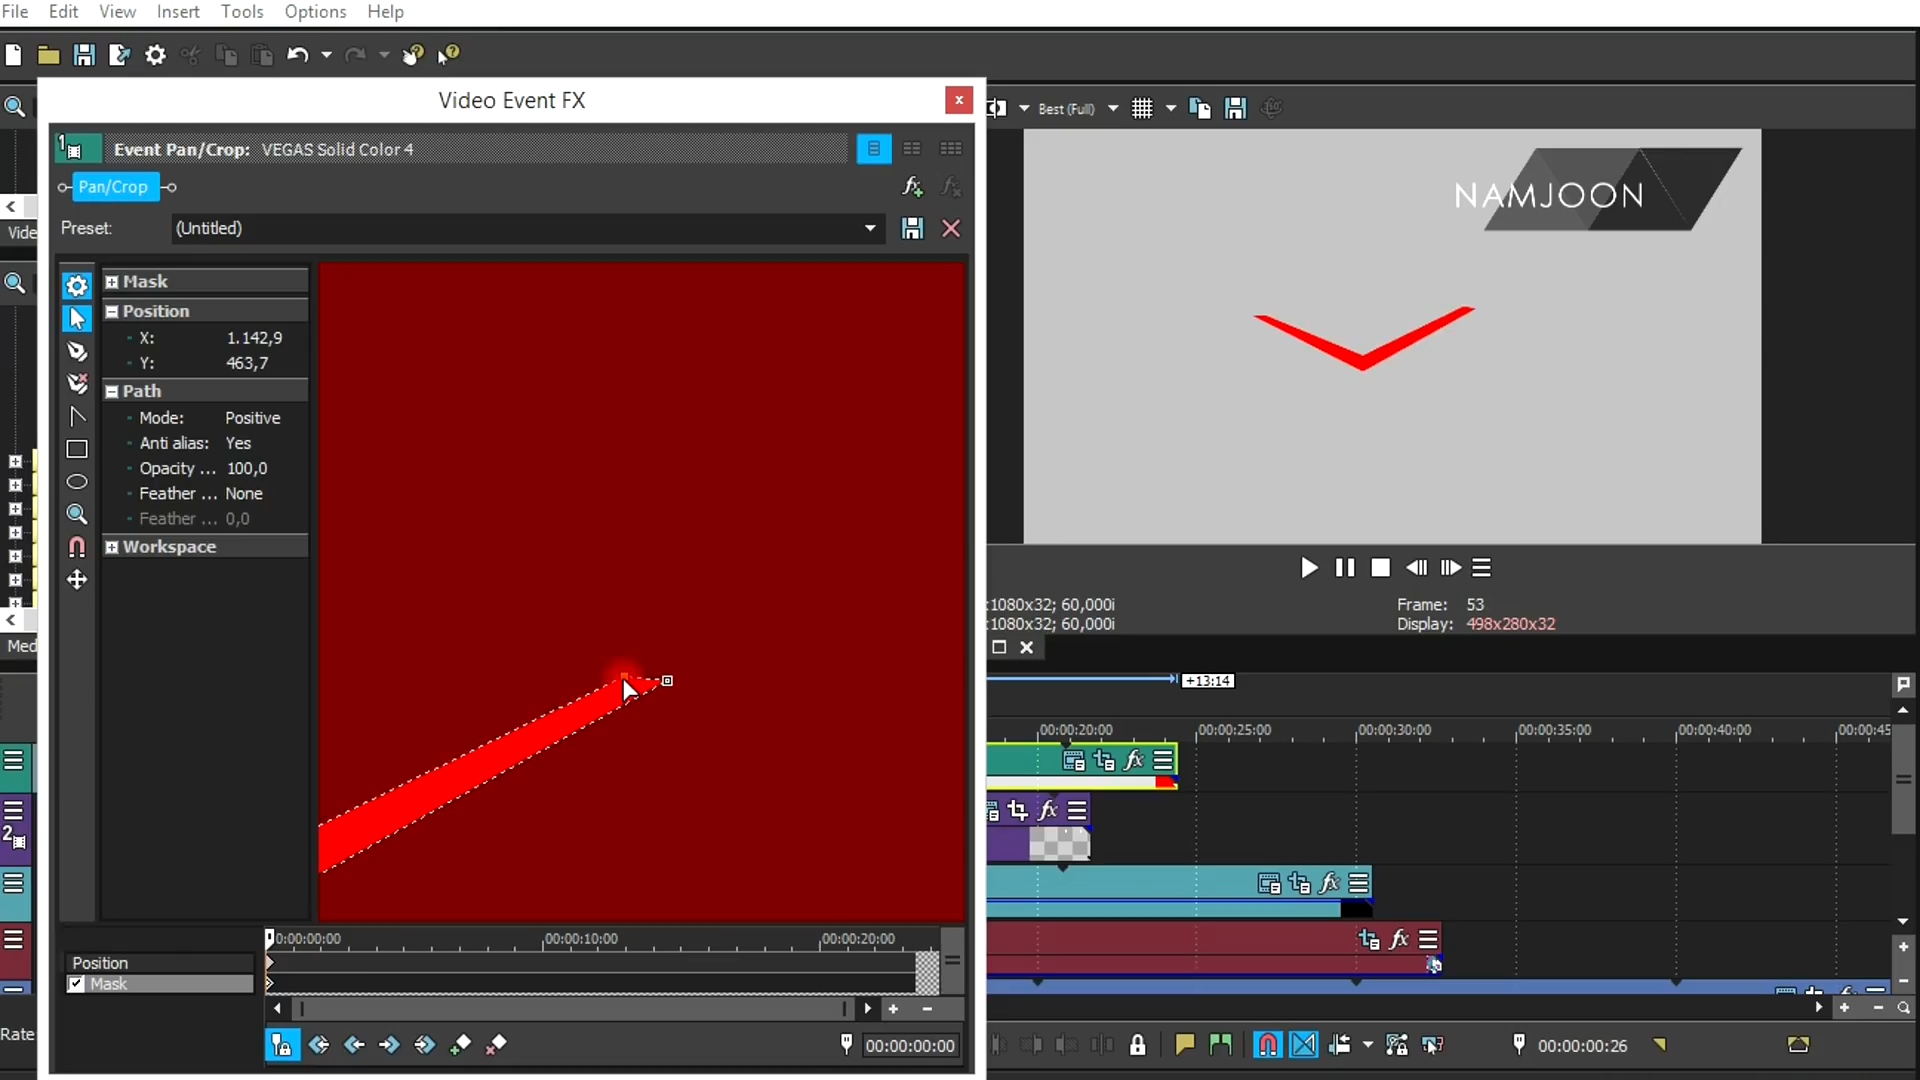 File Edit View Insert Tools Options Help
Video Event FX
x
1
Event Pan/Crop: VEGAS Solid Color 4
Best (Full)
Pan/Crop
Preset: (Untitled)
NAMJOON
Vide
Mask
Position
X: 1.142,9
Y: 463,7
Path
Mode: Positive
Anti alias: Yes
Opacity ... 100,0
Feather ... None
Feather ... 0,0
Workspace
:1080x32; 60,000i
Frame: 53
:1080x32; 60,000i
Display: 498x280x32
Med
+13:14
00:00:20:00 00:00:25:00 00:00:30:00 00:00:35:00 00:00:40:00 00:00:45
2
0:00:00:00 00:00:10:00 00:00:20:00
Position
Mask
Rate:
00:00:00:00
00:00:00:26